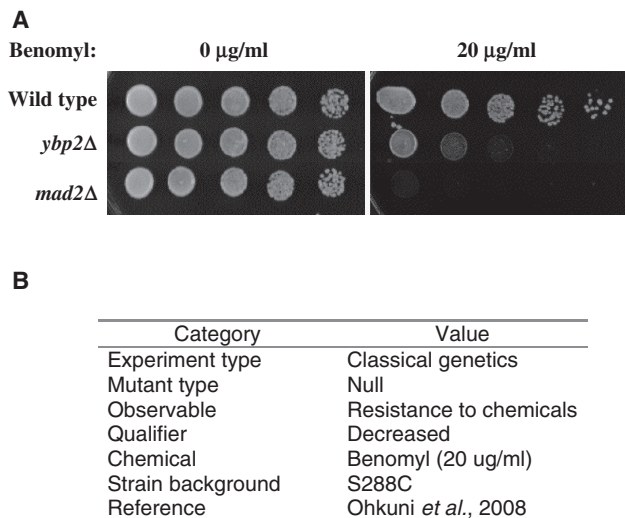 A
Benomyl: 0 µg/ml 20 µg/ml
Wild type
ybp2Δ
mad2Δ
B
Category Value
Experiment type Classical genetics
Mutant type Null
Observable Resistance to chemicals
Qualifier Decreased
Chemical Benomyl (20 ug/ml)
Strain background S288C
Reference Ohkuni et al., 2008